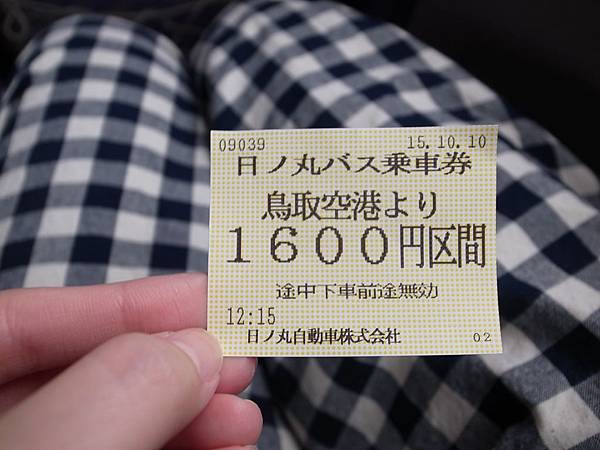 09039 15.10.10
日ノ丸バス乗車券
鳥取空港より
1600円区間
途中下車前途無効
12:15
日ノ丸自動車株式会社 02